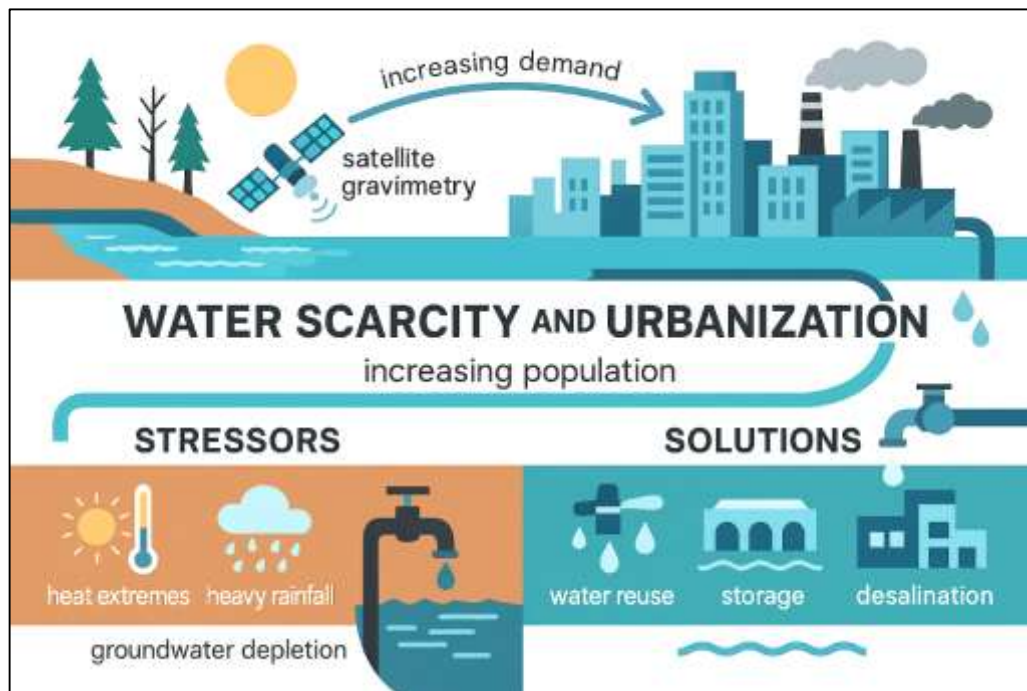 increasing demand
satellite
gravimmetry
WATER SCARCITY AND URBANIZATION
increasing population
STRESSORS
SOLUTIONS
heat extremes
heavy rainfall
water reuse
storage
desalination
groundwater depletion